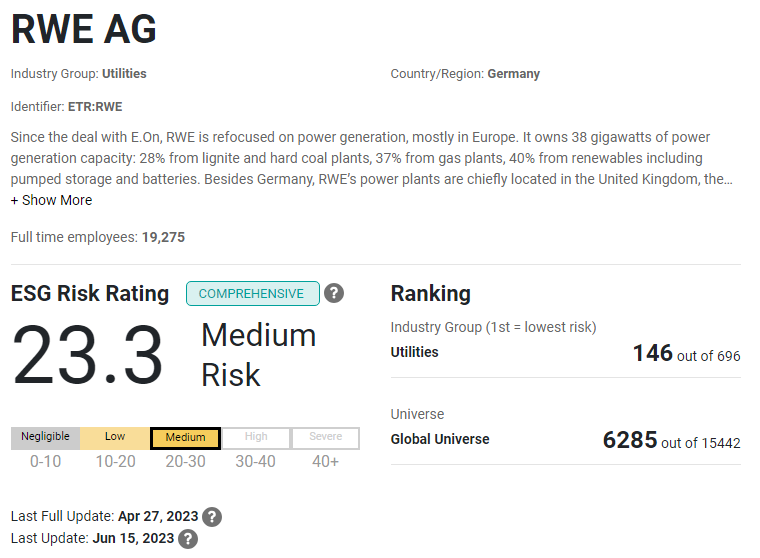 RWE AG
Industry Group: Utilities
Country/Region: Germany
Identifier: ETR:RWE
Since the deal with E.On, RWE is refocused on power generation, mostly in Europe. It owns 38 gigawatts of power
generation capacity: 28% from lignite and hard coal plants, 37% from gas plants, 40% from renewables including
pumped storage and batteries. Besides Germany, RWE’s power plants are chiefly located in the United Kingdom, the…
+ Show More
Full time employees: 19,275
ESG Risk Rating COMPREHENSIVE ?
23.3 Medium
Risk
Negligible Low Medium High Severe
0-10 10-20 20-30 30-40 40+
Last Full Update: Apr 27, 2023 ?
Last Update: Jun 15, 2023 ?
Ranking
Industry Group (1st = lowest risk)
Utilities 146 out of 696
Universe
Global Universe 6285 out of 15442